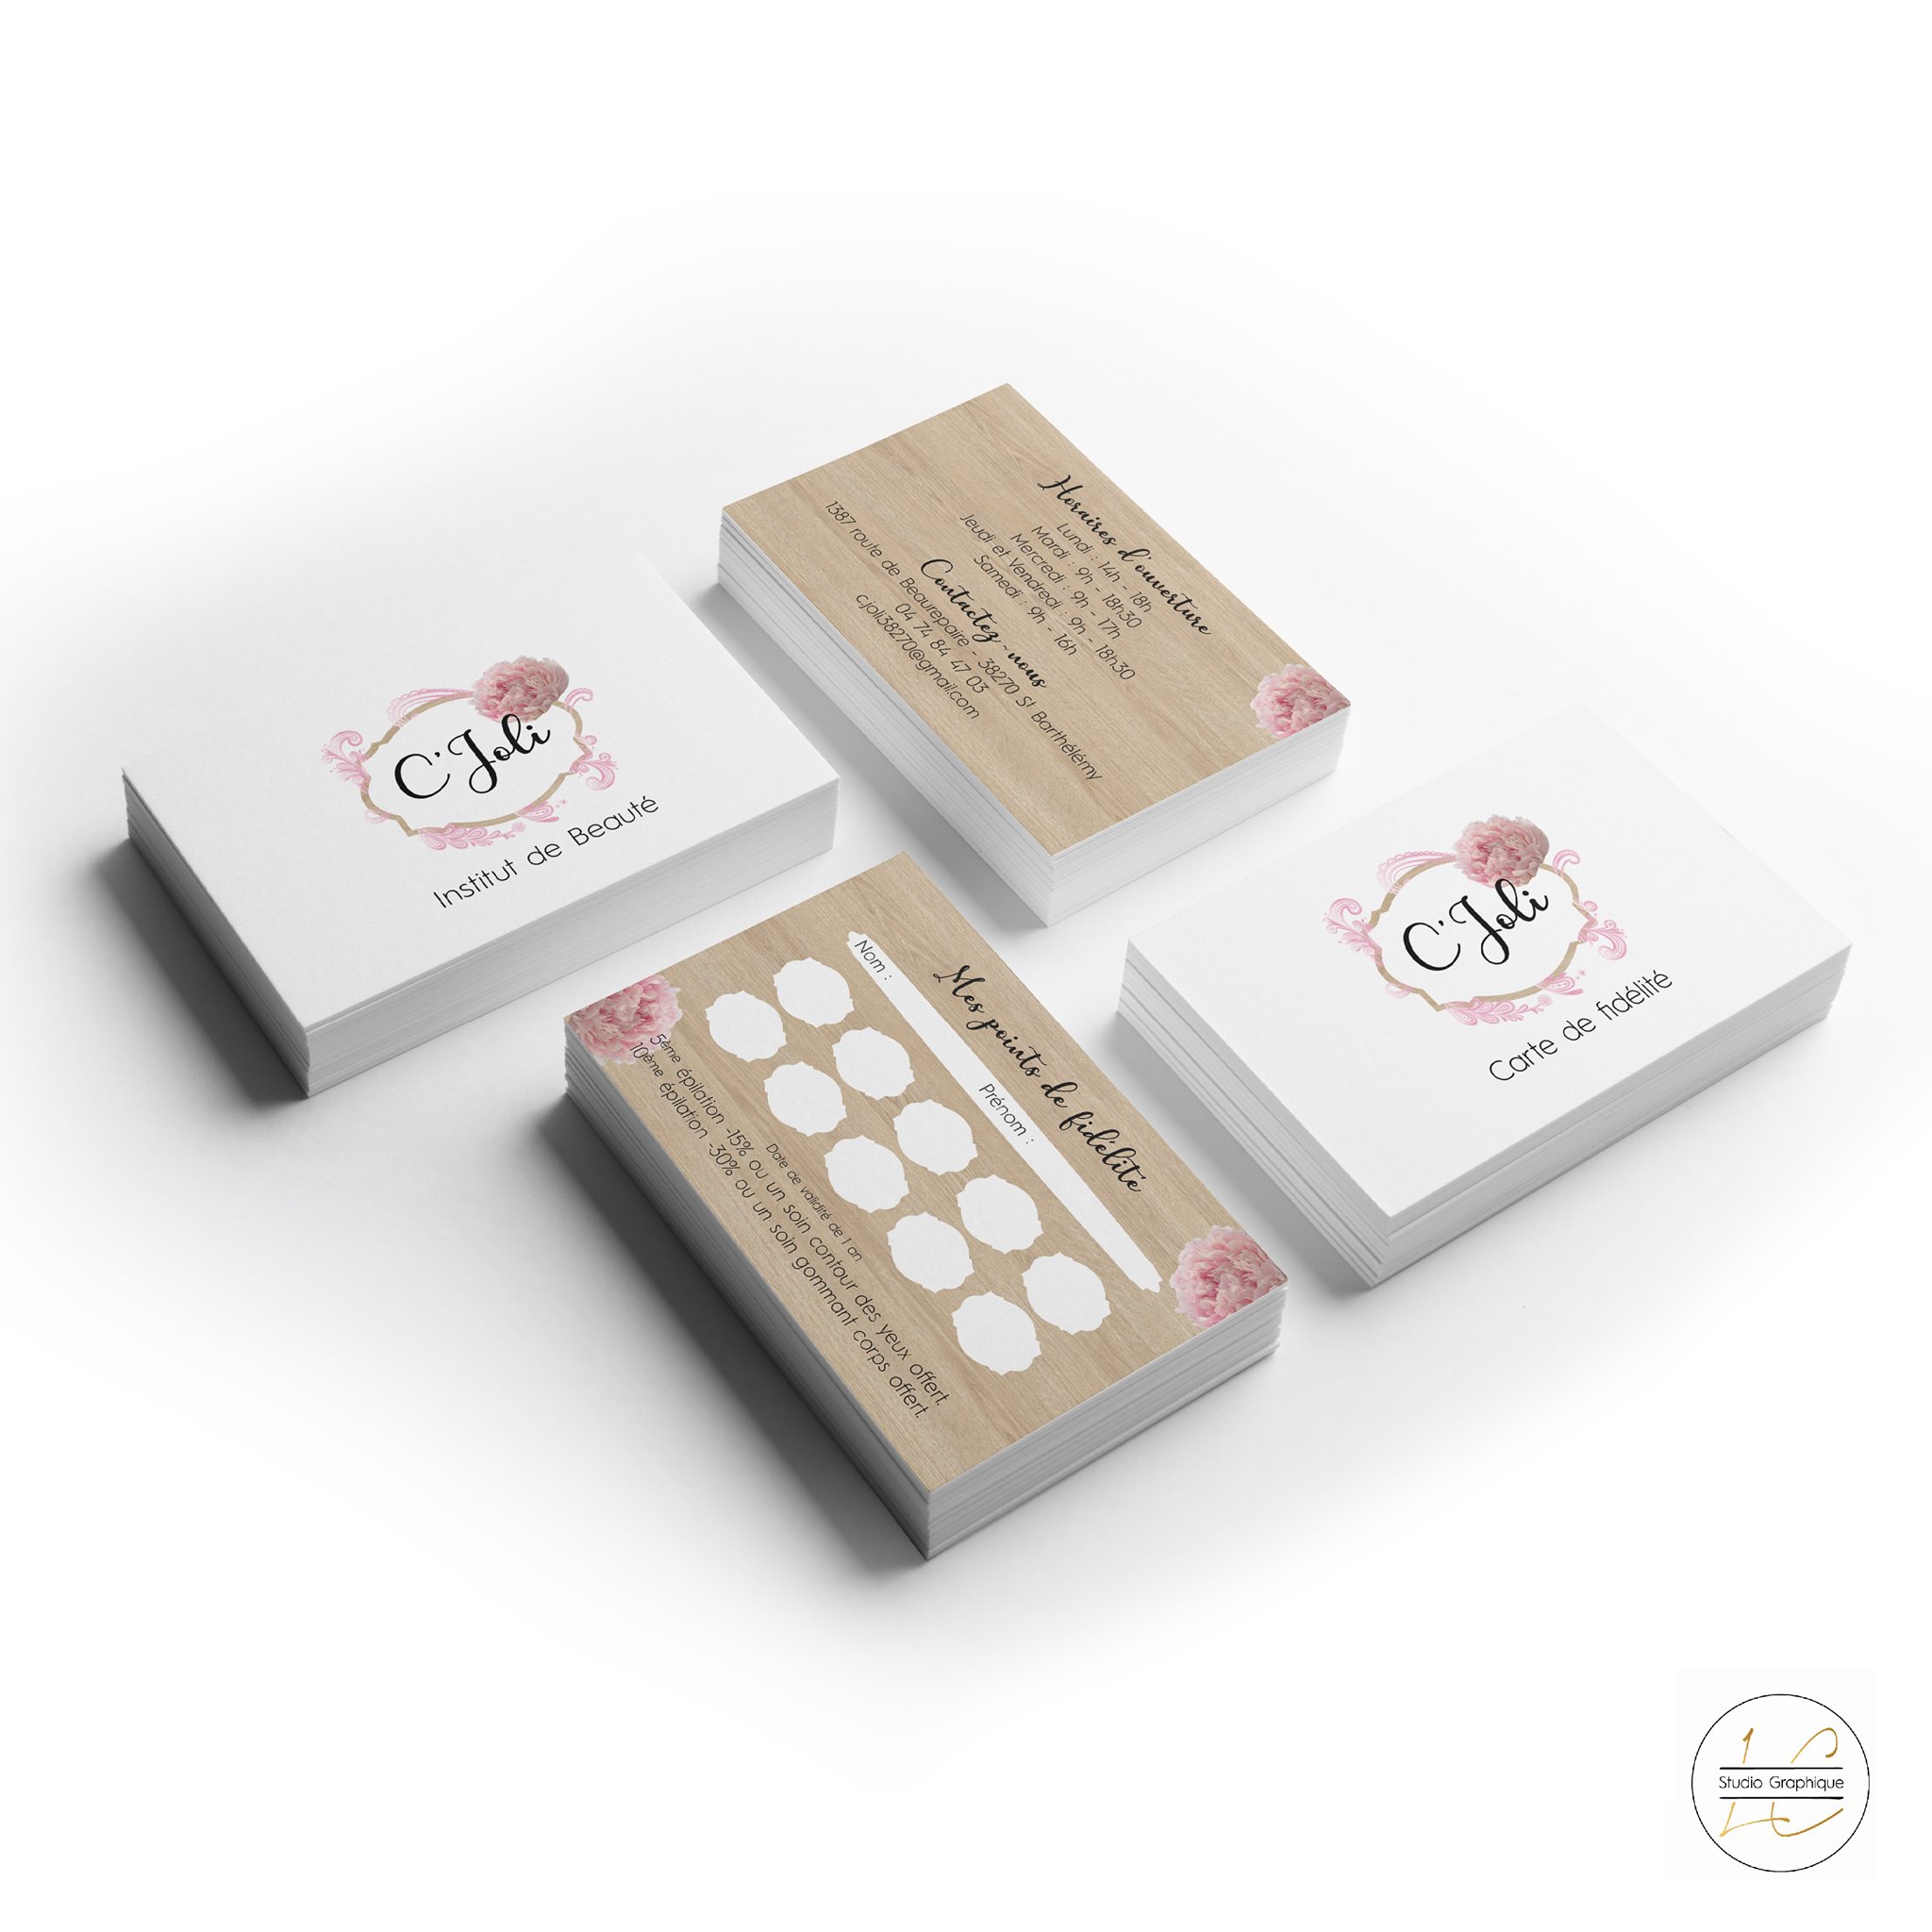 C' Joli
Institut de Beauté
Horaires d'ouverture
Lundi : 14h - 18h
Mardi : 9h - 18h30
Mercredi : 9h - 17h
Jeudi et Vendredi : 9h - 18h30
Samedi : 9h - 16h
Contactez-nous
1387 route de Beaurepaire - 38270 St Barthélémy
04 74 84 47 03
c.joli38270@gmail.com
Mes points de fidélité
Nom : Prénom :
Date de validité de 1 an
5ème épilation -15% ou un soin contour des yeux offert.
10ème épilation -30% ou un soin gommant corps offert.
C' Joli
Carte de fidélité
Studio Graphique